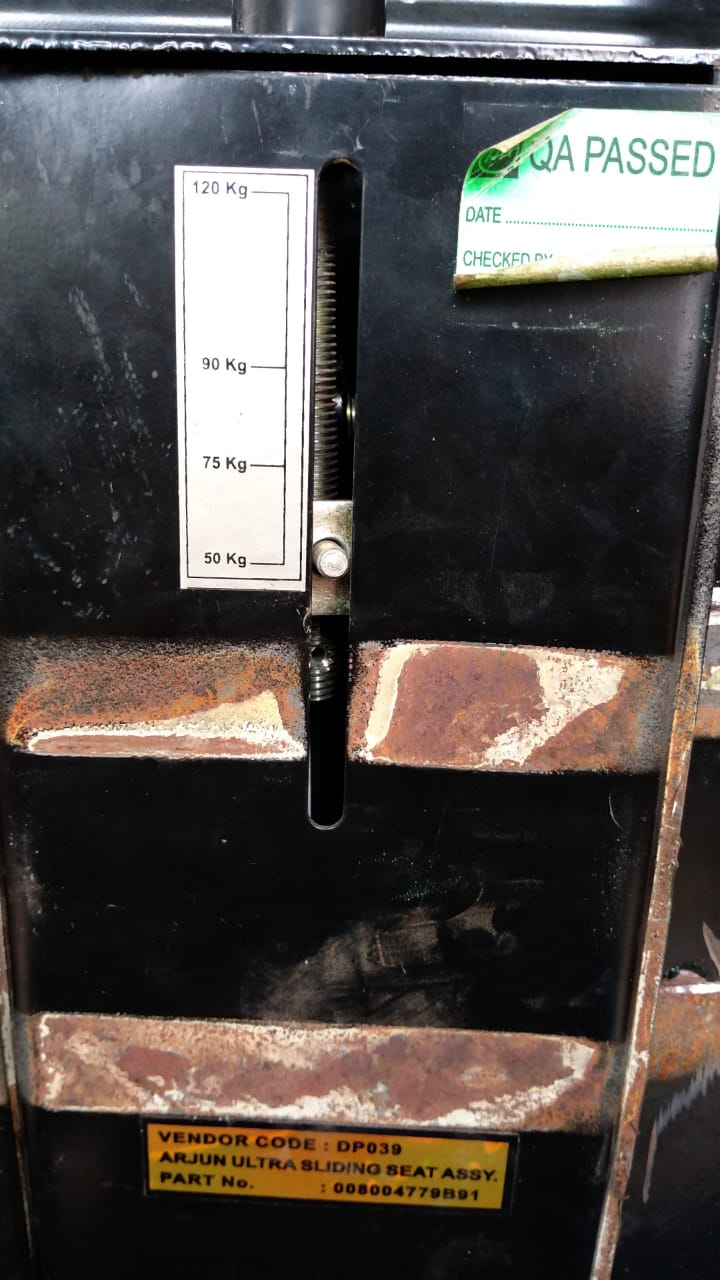 120 Kg
90 Kg
75 Kg
50 Kg
QA PASSED
DATE ........................................
CHECKED BY
VENDOR CODE : DP039
ARJUN ULTRA SLIDING SEAT ASSY.
PART No. : 008004779B91